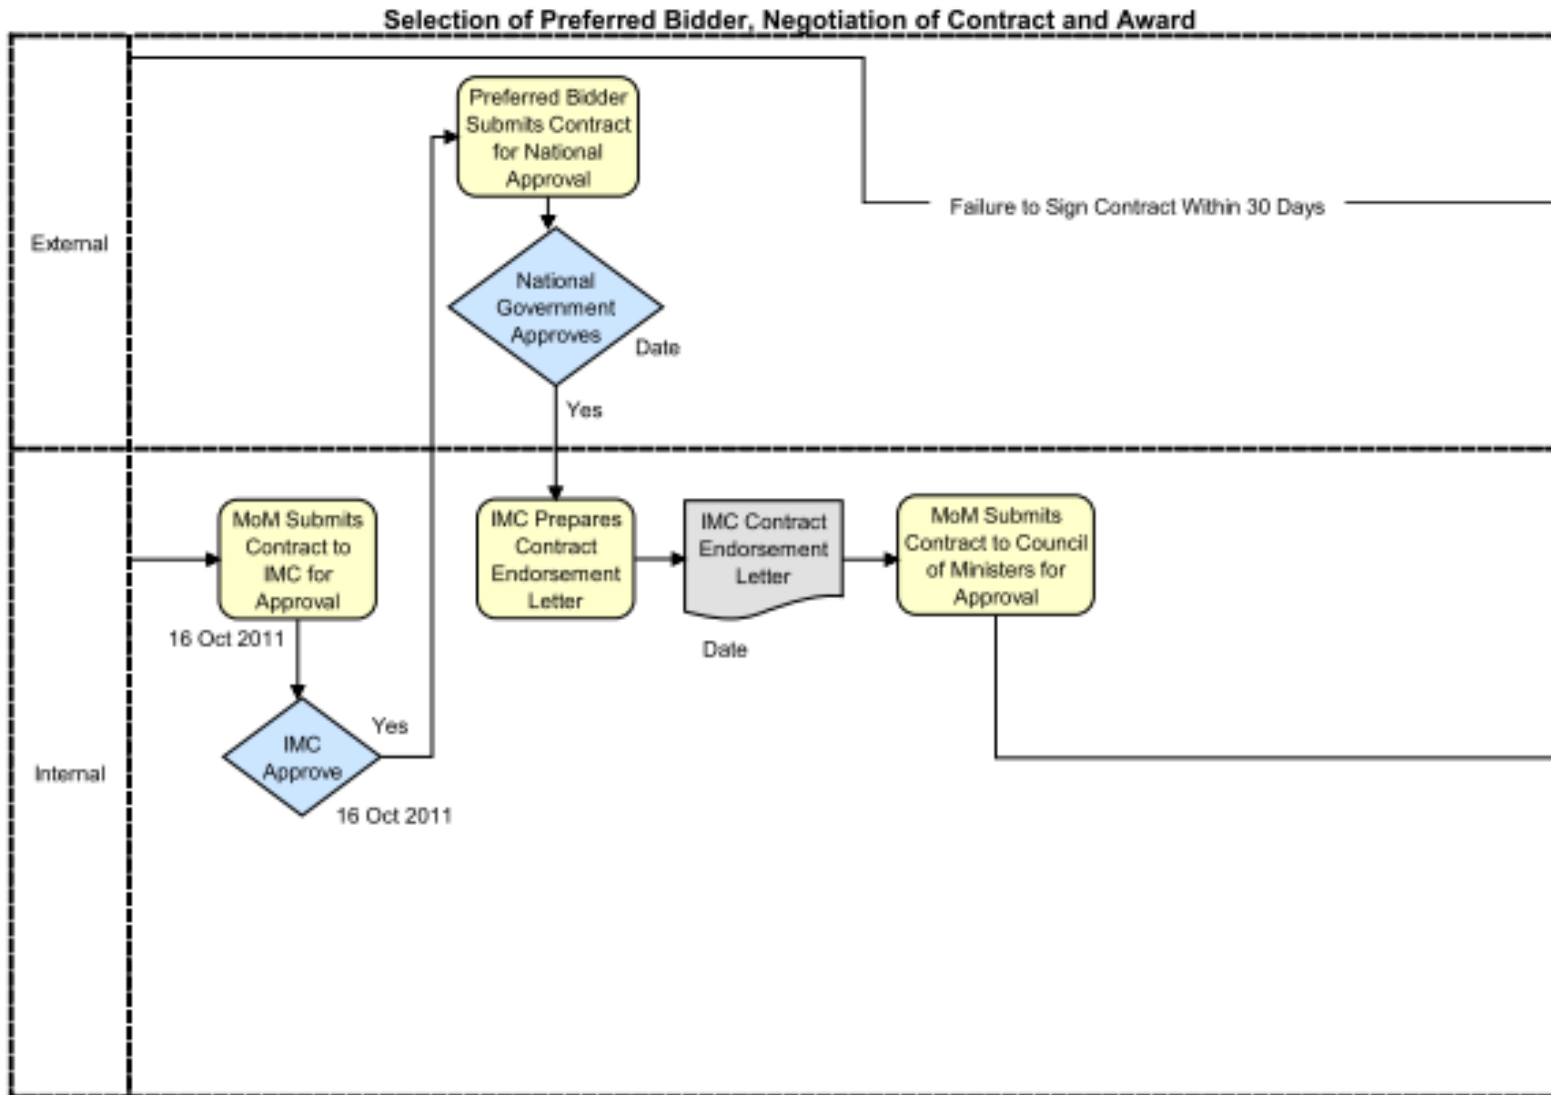 Selection of Preferred Bidder, Negotiation of Contract and Award
External
Preferred Bidder
Submits Contract
for National
Approval
Failure to Sign Contract Within 30 Days
National
Government
Approves
Date
Yes
Internal
MoM Submits
Contract to
IMC for
Approval
16 Oct 2011
IMC
Approve
Yes
16 Oct 2011
IMC Prepares
Contract
Endorsement
Letter
IMC Contract
Endorsement
Letter
Date
MoM Submits
Contract to Council
of Ministers for
Approval